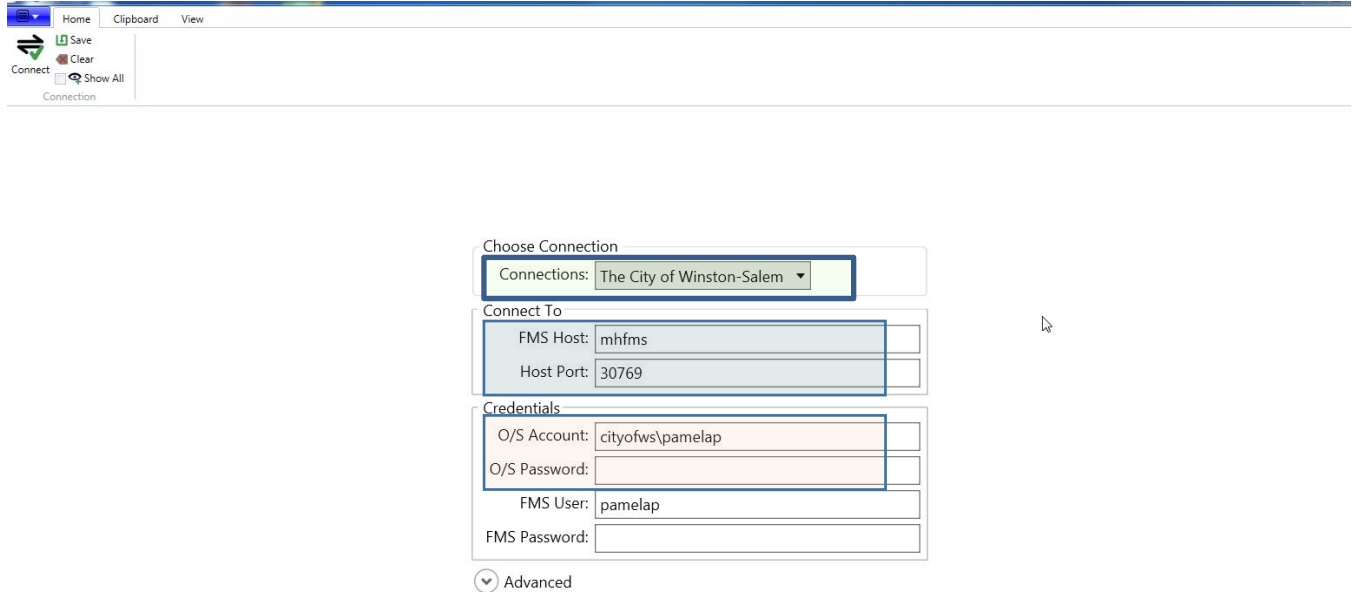 Home Clipboard View
Save
Clear
Connect
Show All
Connection
Choose Connection
Connections: The City of Winston-Salem
Connect To
FMS Host: mhfms
Host Port: 30769
Credentials
O/S Account: cityofws\pamelap
O/S Password:
FMS User: pamelap
FMS Password:
Advanced